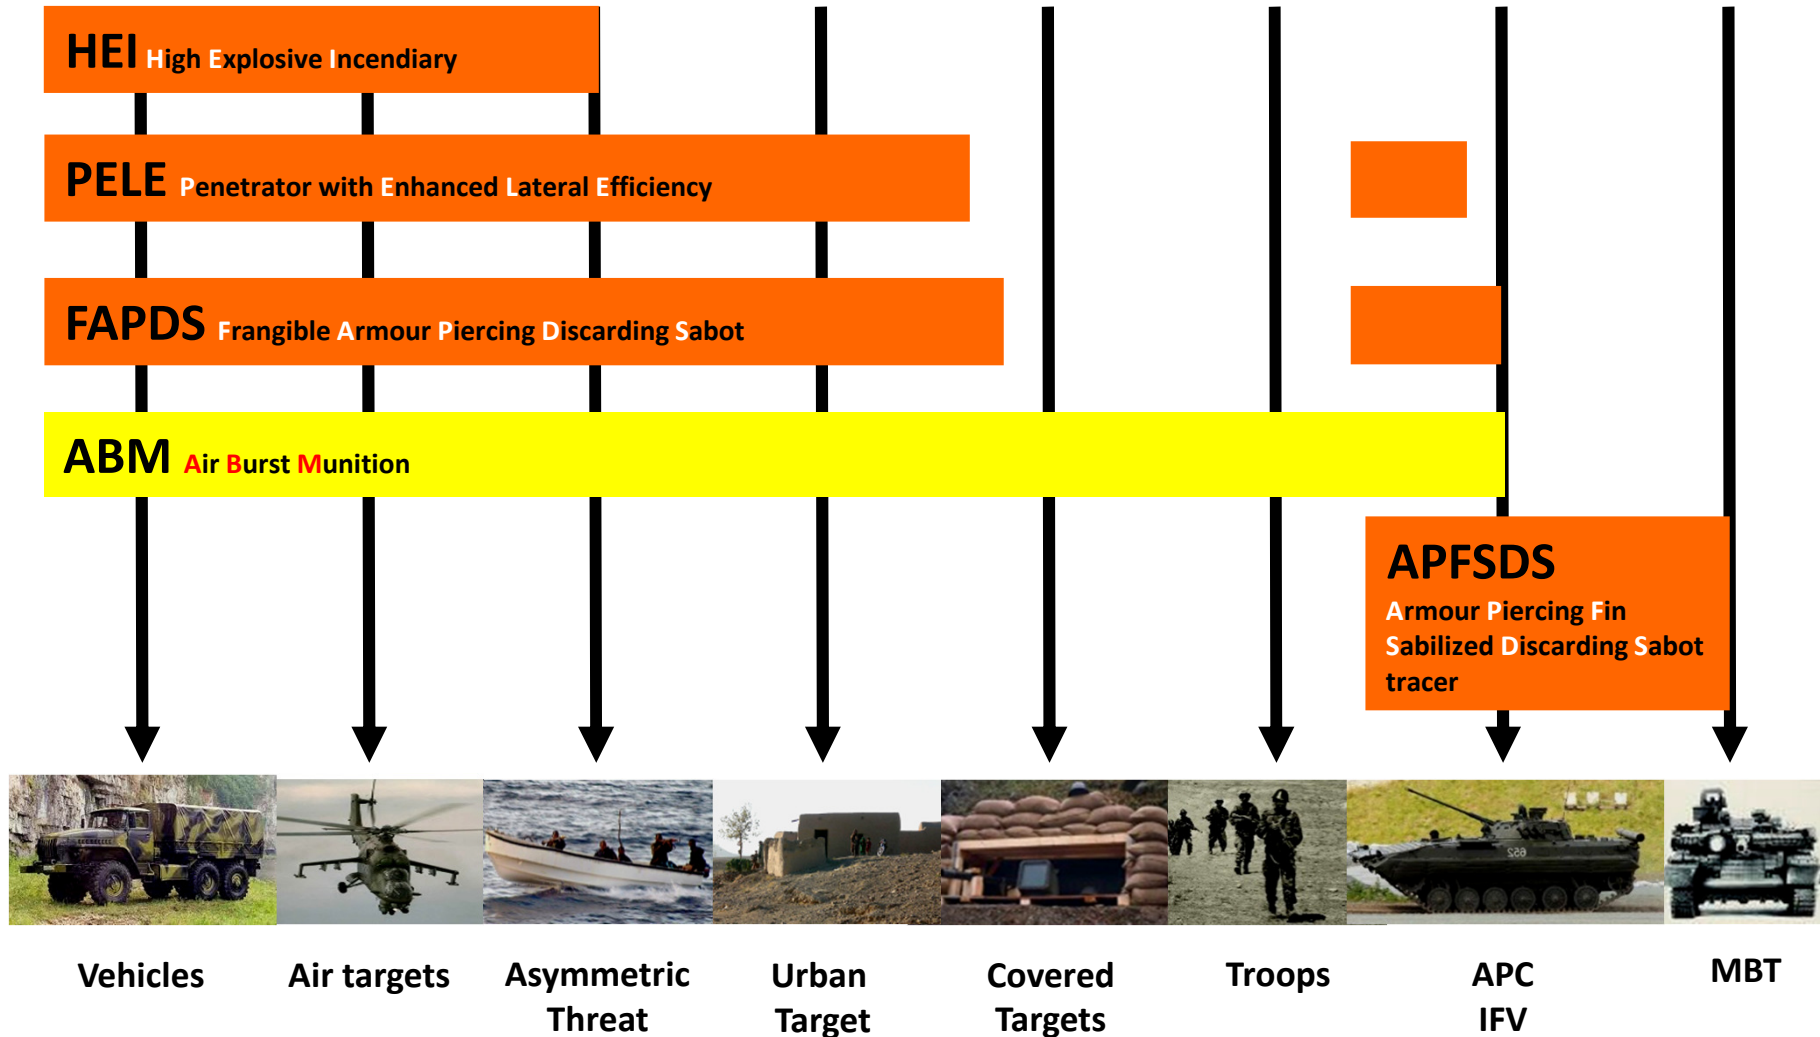 HEI High Explosive Incendiary
PELE Penetrator with Enhanced Lateral Efficiency
FAPDS Frangible Armour Piercing Discarding Sabot
ABM Air Burst Munition
APFSDS
Armour Piercing Fin
Sabilized Discarding Sabot
tracer
652
Vehicles
Air targets
Asymmetric
Threat
Urban
Target
Covered
Targets
Troops
APC
IFV
MBT